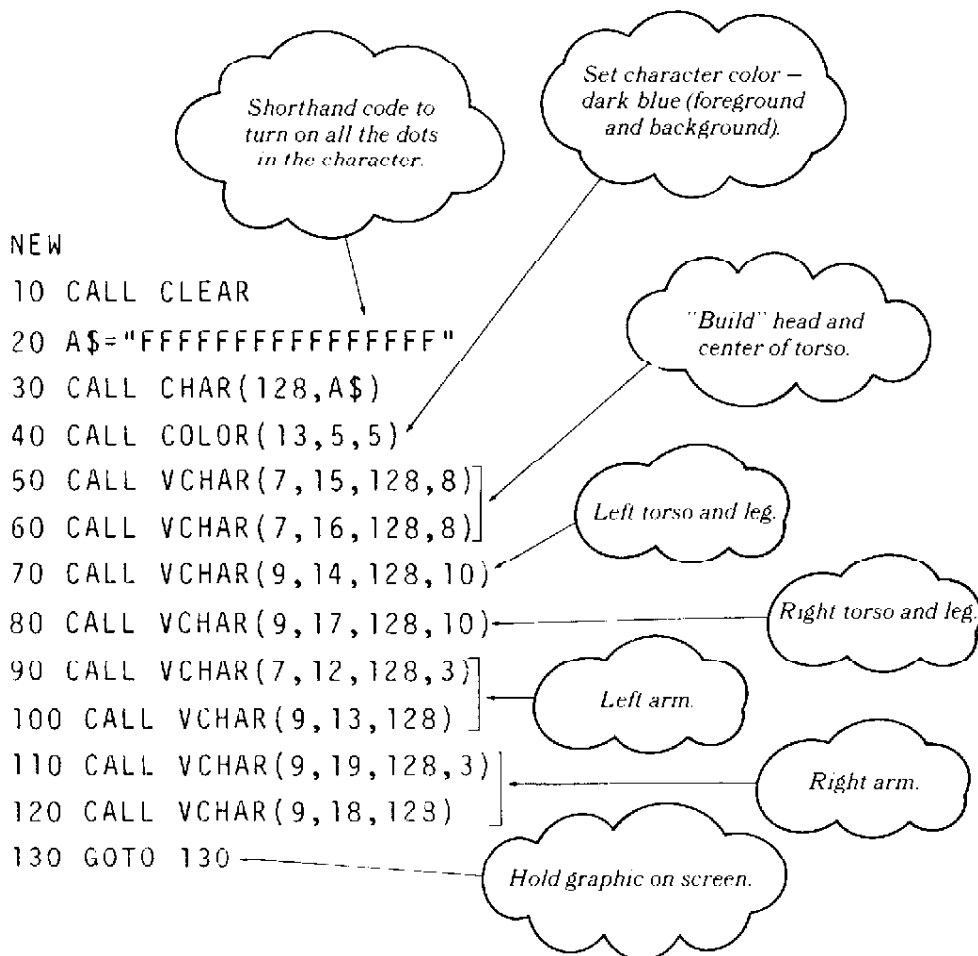 Shorthand code to
turn on all the dots
in the character.
Set character color –
dark blue (foreground
and background).
NEW
10 CALL CLEAR
20 A$="FFFFFFFFFFFFFFFF"
30 CALL CHAR(128,A$)
40 CALL COLOR(13,5,5)
"Build" head and
center of torso.
50 CALL VCHAR(7,15,128,8)
60 CALL VCHAR(7,16,128,8)
Left torso and leg.
70 CALL VCHAR(9,14,128,10)
80 CALL VCHAR(9,17,128,10)
Right torso and leg.
90 CALL VCHAR(7,12,128,3)
100 CALL VCHAR(9,13,128)
Left arm.
110 CALL VCHAR(9,19,128,3)
120 CALL VCHAR(9,18,128)
Right arm.
130 GOTO 130
Hold graphic on screen.